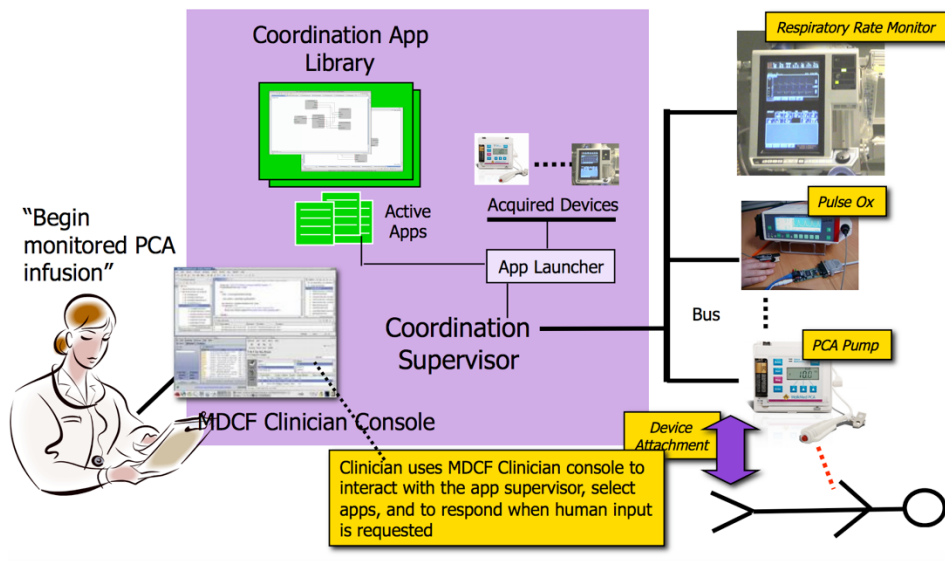 Coordination App
Library
Respiratory Rate Monitor
Pulse Ox
Acquired Devices
Active
Apps
App Launcher
"Begin
monitored PCA
infusion"
Coordination
Supervisor
Bus
PCA Pump
MDCF Clinician Console
Device
Attachment
Clinician uses MDCF Clinician console to
interact with the app supervisor, select
apps, and to respond when human input
is requested